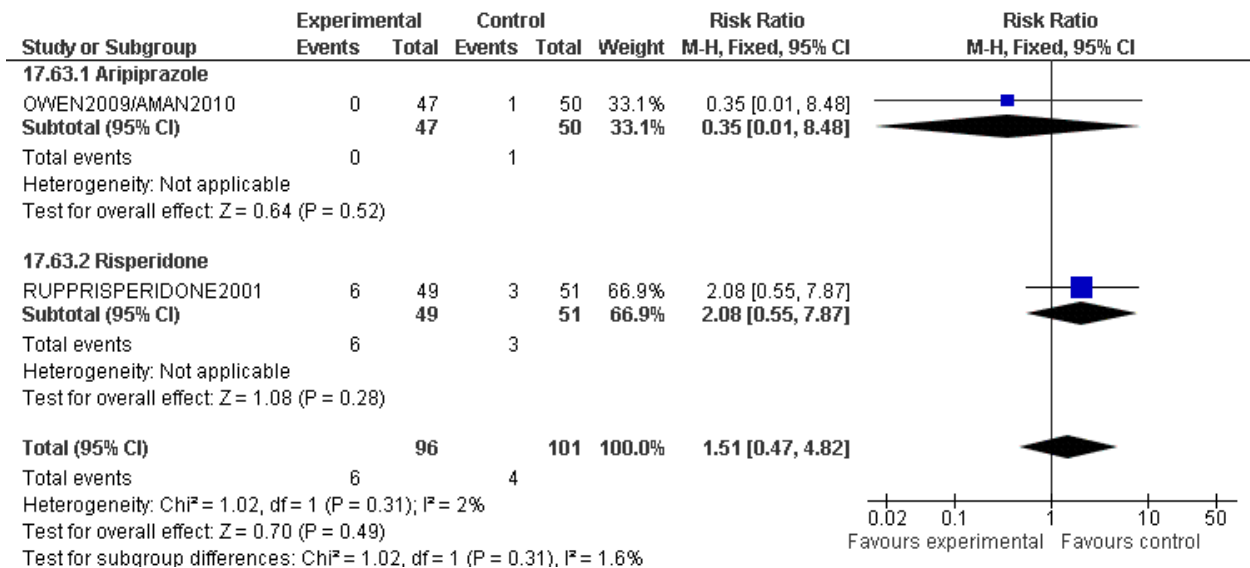 Experimental Control Risk Ratio Risk Ratio
Study or Subgroup Events Total Events Total Weight M-H, Fixed, 95% CI M-H, Fixed, 95% CI
17.63.1 Aripiprazole
OWEN2009/AMAN2010 0 47 1 50 33.1% 0.35 [0.01, 8.48]
Subtotal (95% CI) 47 50 33.1% 0.35 [0.01, 8.48]
Total events 0 1
Heterogeneity: Not applicable
Test for overall effect: Z = 0.64 (P = 0.52)
17.63.2 Risperidone
RUPPRISPERIDONE2001 6 49 3 51 66.9% 2.08 [0.55, 7.87]
Subtotal (95% CI) 49 51 66.9% 2.08 [0.55, 7.87]
Total events 6 3
Heterogeneity: Not applicable
Test for overall effect: Z = 1.08 (P = 0.28)
Total (95% CI) 96 101 100.0% 1.51 [0.47, 4.82]
Total events 6 4
Heterogeneity: Chi² = 1.02, df = 1 (P = 0.31); I² = 2%
Test for overall effect: Z = 0.70 (P = 0.49)
Test for subgroup differences: Chi² = 1.02, df = 1 (P = 0.31), I² = 1.6%
0.02 0.1 1 10 50
Favours experimental Favours control